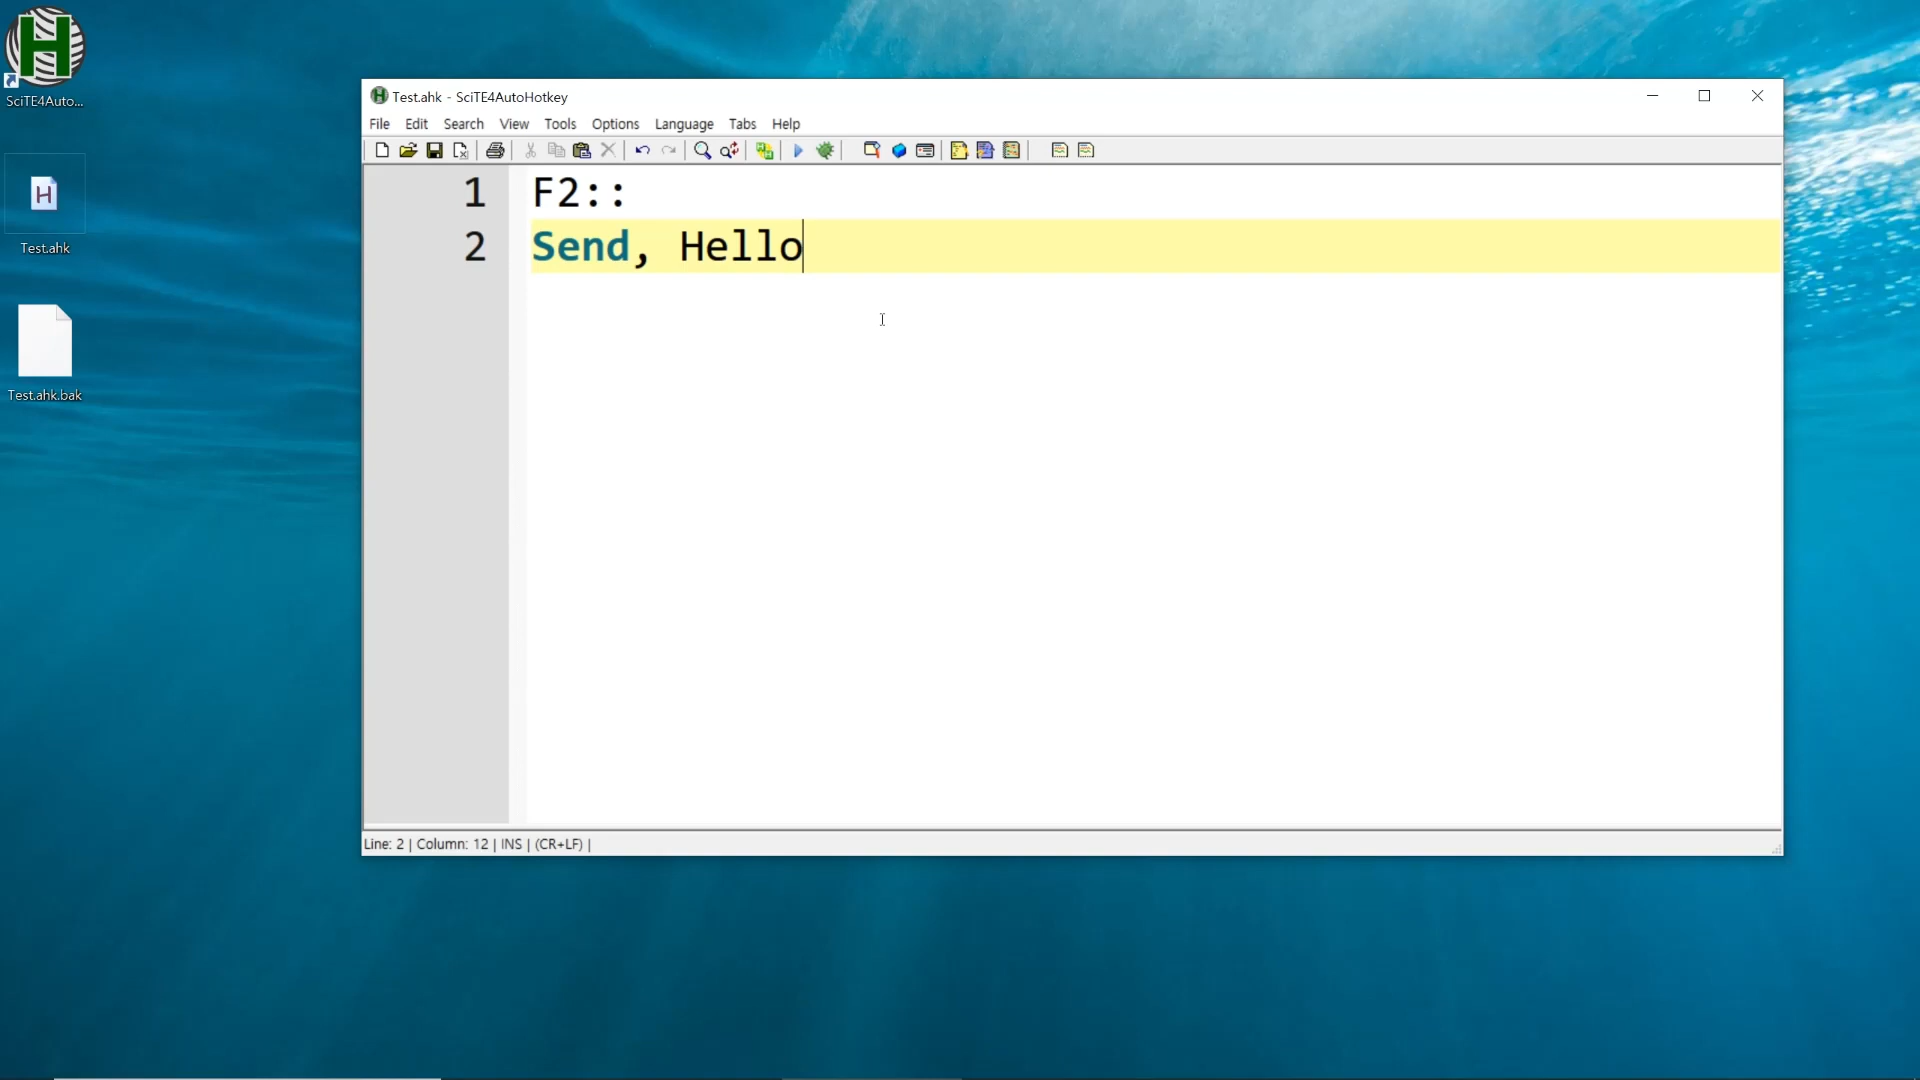 SciTE4Auto...
Test.ahk
Test.ahk.bak
Test.ahk - SciTE4AutoHotkey
File Edit Search View Tools Options Language Tabs Help
1 F2::
2 Send, Hello
Line: 2 | Column: 12 | INS | (CR+LF) |